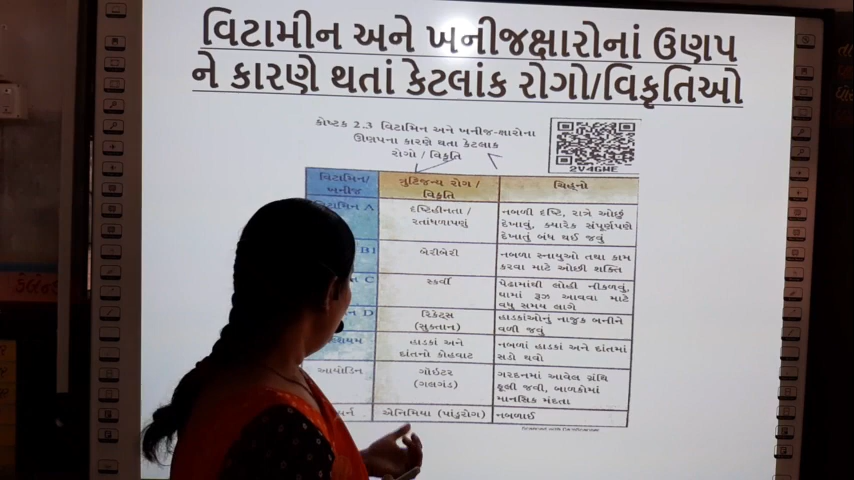 વિટામીન અને ખનીજક્ષારોનાં ઉણપ
ને કારણે થતાં કેટલાંક રોગો/વિકૃતિઓ
કોષ્ટક 2.3 વિટામિન અને ખનીજ-ક્ષારોના
ઊણપના કારણે થતા કેટલાક
રોગો / વિકૃતિ
2V4GME
વિટામિન/
ખનીજ
ત્રુટિજન્ય રોગ /
વિકૃતિ
ચિહ્નો
વિટામિન A
દૃષ્ટિહીનતા /
રતાંધળાપણું
નબળી દૃષ્ટિ, રાત્રે ઓછું
દેખાવું, ક્યારેક સંપૂર્ણપણે
દેખાતું બંધ થઈ જવું
B1
બેરીબેરી
નબળા સ્નાયુઓ તથા કામ
કરવા માટે ઓછી શક્તિ
C
સ્કર્વી
પેઢામાંથી લોહી નીકળવું,
ઘામાં રૂઝ આવવા માટે
વધુ સમય લાગે
D
રિકેટ્સ
(સુકતાન)
હાડકાંઓનું નાજુક બનીને
વળી જવું
હાડકાં અને
દાંતનો કોહવાટ
નબળાં હાડકાં અને દાંતમાં
સડો થવો
આયોડિન
ગોઇટર
(ગલગંડ)
ગરદનમાં આવેલ ગ્રંથિ
ફૂલી જવી, બાળકોમાં
માનસિક મંદતા
એનિમિયા (પાંડુરોગ)
નબળાઈ